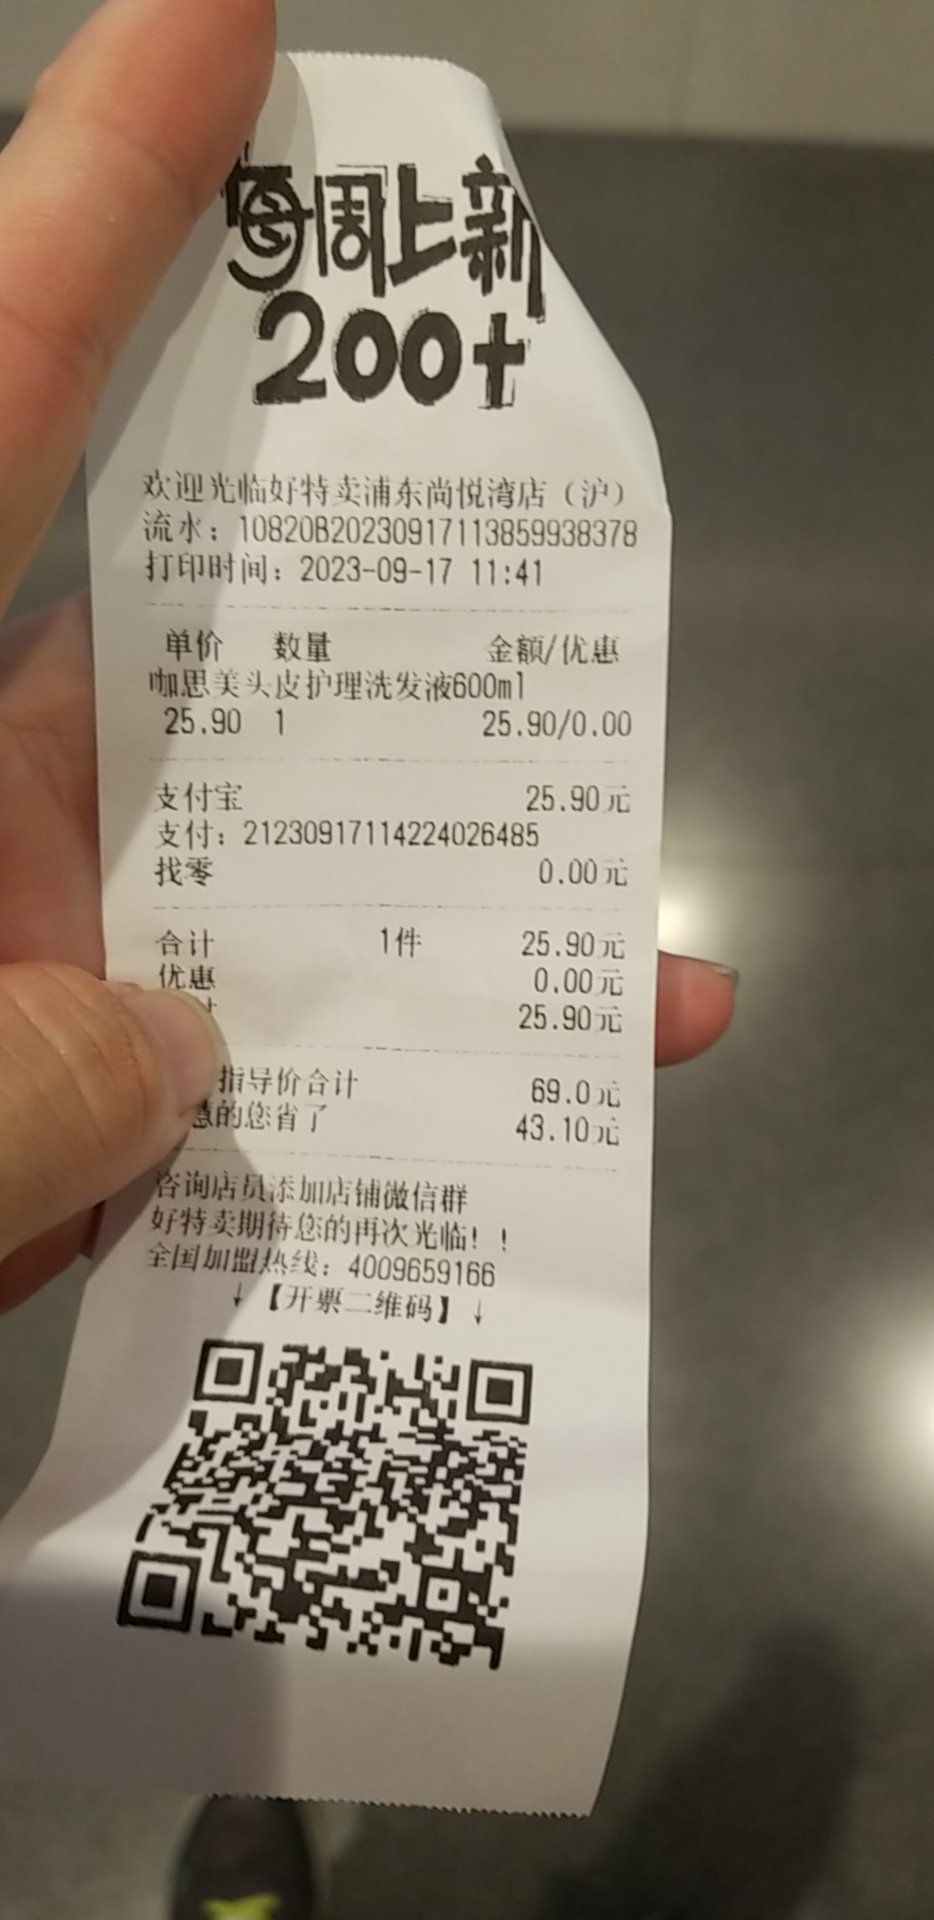 每周上新
200+
欢迎光临好特卖浦东尚悦湾店（沪）
流水：10820B20230917113859938378
打印时间：2023-09-17 11:41
单价 数量 金额/优惠
咖思美头皮护理洗发液600ml
25.90 1 25.90/0.00
支付宝 25.90元
支付：21230917114224026485
找零 0.00元
合计 1件 25.90元
优惠 0.00元
付 25.90元
指导价合计 69.0元
慧的您省了 43.10元
咨询店员添加店铺微信群
好特卖期待您的再次光临！！
全国加盟热线：4009659166
↓【开票二维码】↓